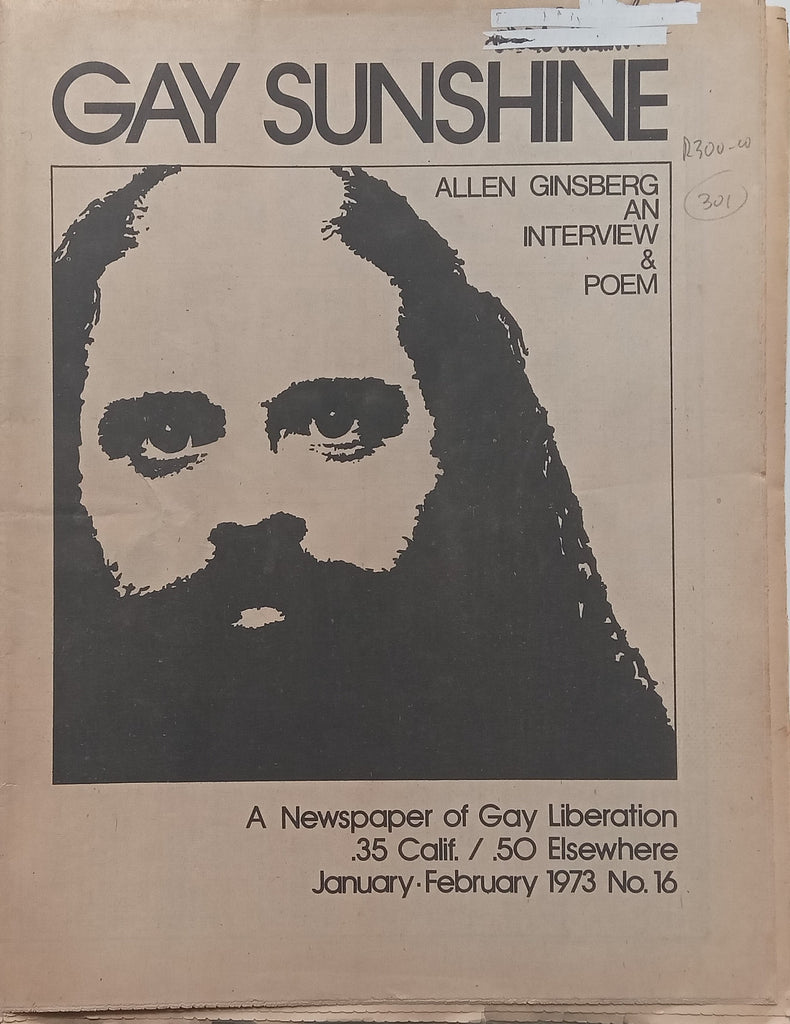 GAY SUNSHINE
R300-00
301
ALLEN GINSBERG
AN
INTERVIEW
&
POEM
A Newspaper of Gay Liberation
.35 Calif. / .50 Elsewhere
January·February 1973 No. 16